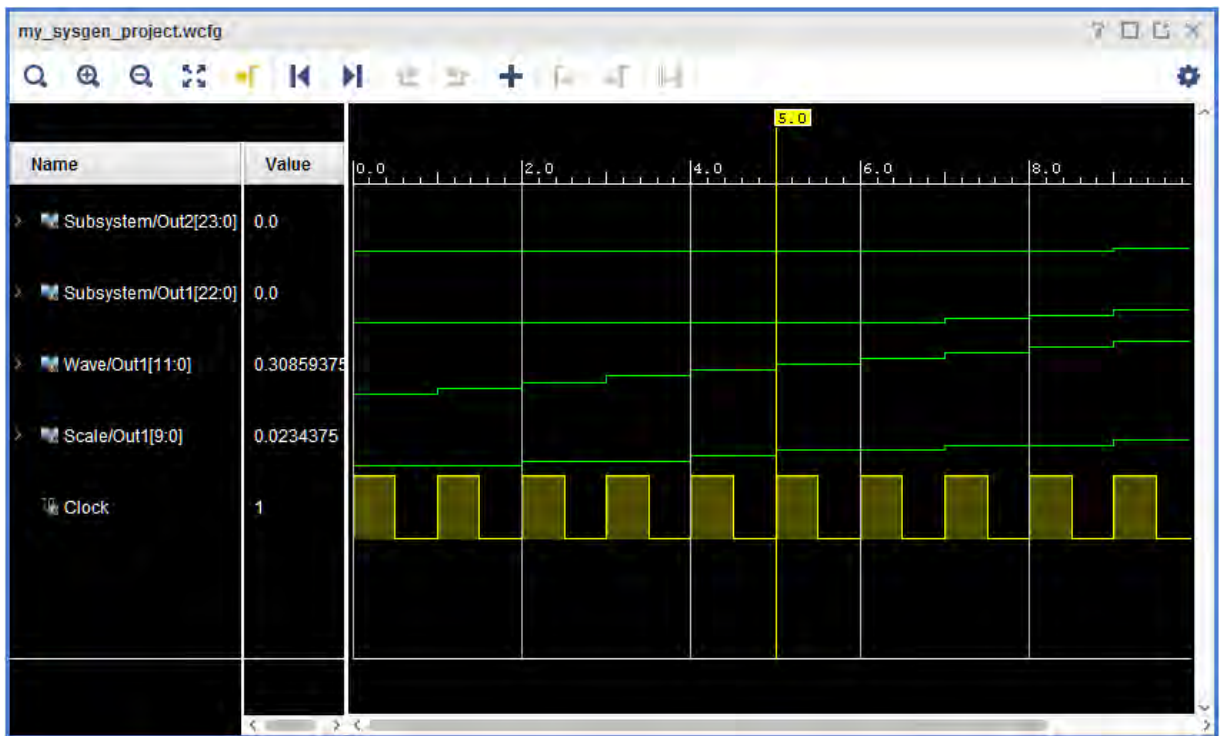 my_sysgen_project.wcfg
5.0
Name Value 0.0 2.0 4.0 6.0 8.0
Subsystem/Out2[23:0] 0.0
Subsystem/Out1[22:0] 0.0
Wave/Out1[11:0] 0.30859375
Scale/Out1[9:0] 0.0234375
Clock 1